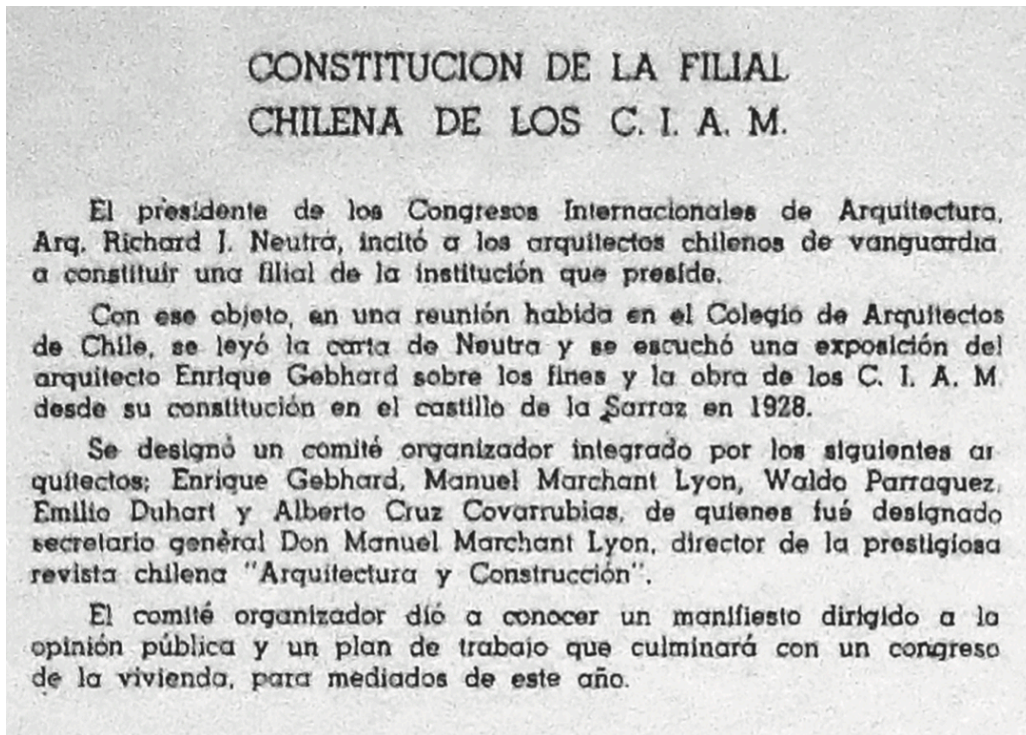 CONSTITUCION DE LA FILIAL
CHILENA DE LOS C. I. A. M.
El presidente de los Congresos Internacionales de Arquitectura,
Arq. Richard J. Neutra, incitó a los arquitectos chilenos de vanguardia
a constituir una filial de la institución que preside.
Con ese objeto, en una reunión habida en el Colegio de Arquitectos
de Chile, se leyó la carta de Neutra y se escuchó una exposición del
arquitecto Enrique Gebhard sobre los fines y la obra de los C. I. A. M.
desde su constitución en el castillo de la Sarraz en 1928.
Se designó un comité organizador integrado por los siguientes ar
quitectos; Enrique Gebhard, Manuel Marchant Lyon, Waldo Parraguez,
Emilio Duhart y Alberto Cruz Covarrubias, de quienes fué designado
secretario genèral Don Manuel Marchant Lyon, director de la prestigiosa
revista chilena "Arquitectura y Construcción".
El comité organizador dió a conocer un manifiesto dirigido a la
opinión pública y un plan de trabajo que culminará con un congreso
de la vivienda, para mediados de este año.